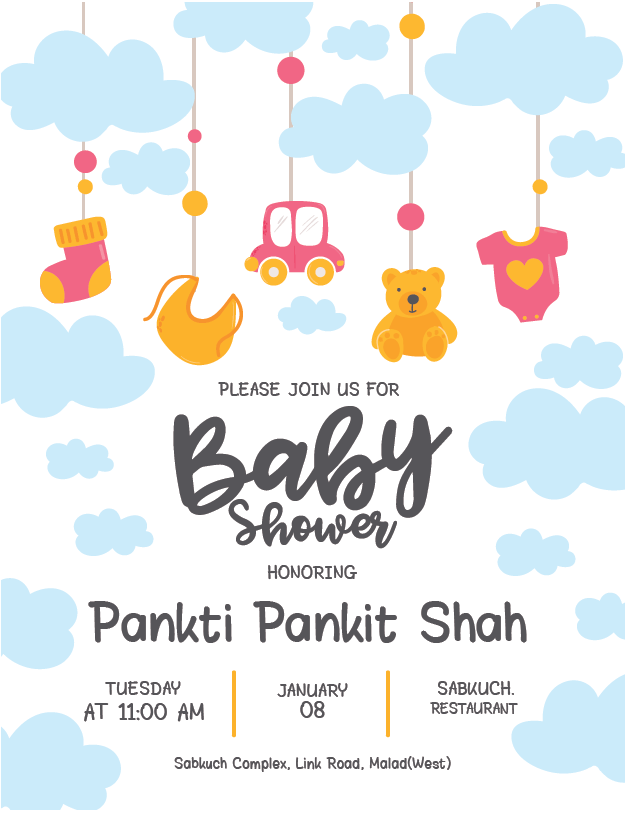 PLEASE JOIN US FOR
Baby
Shower
HONORING
Pankti Pankit Shah
TUESDAY
AT 11:00 AM
JANUARY
08
SABKUCH.
RESTAURANT
Sabkuch Complex, Link Road, Malad(West)